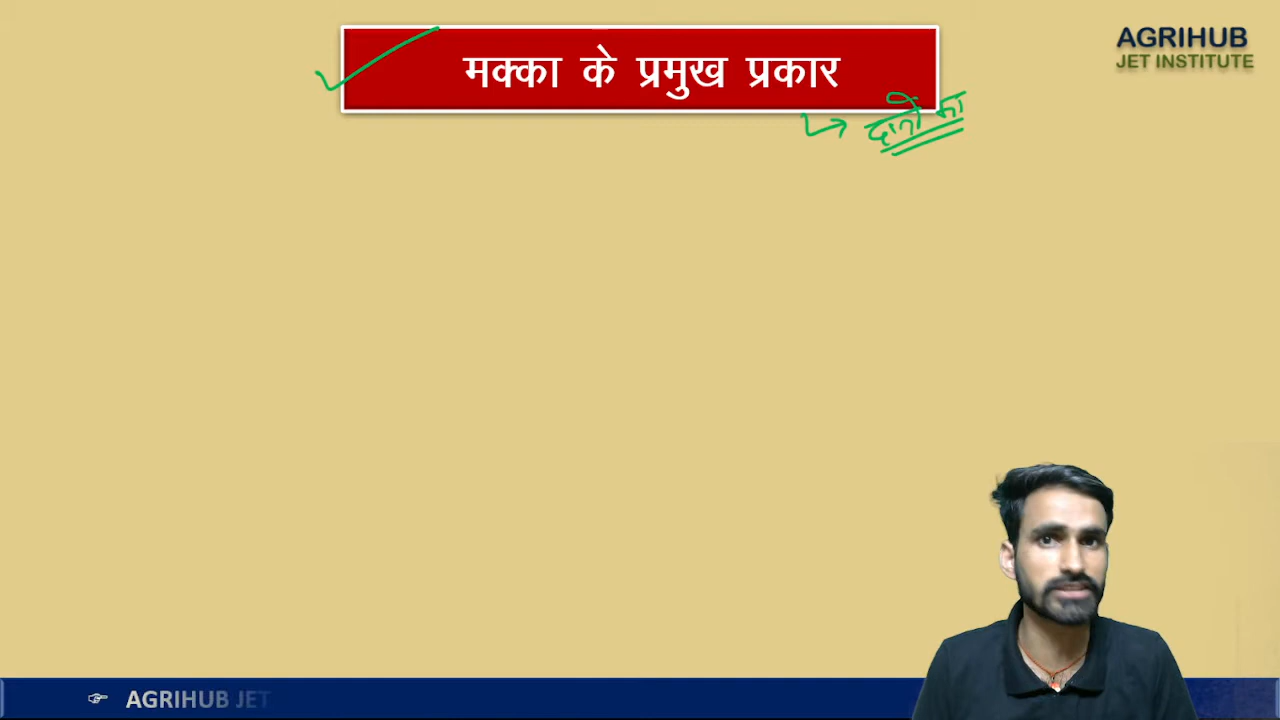 मक्का के प्रमुख प्रकार
AGRIHUB
JET INSTITUTE
दानों का
AGRIHUB JET